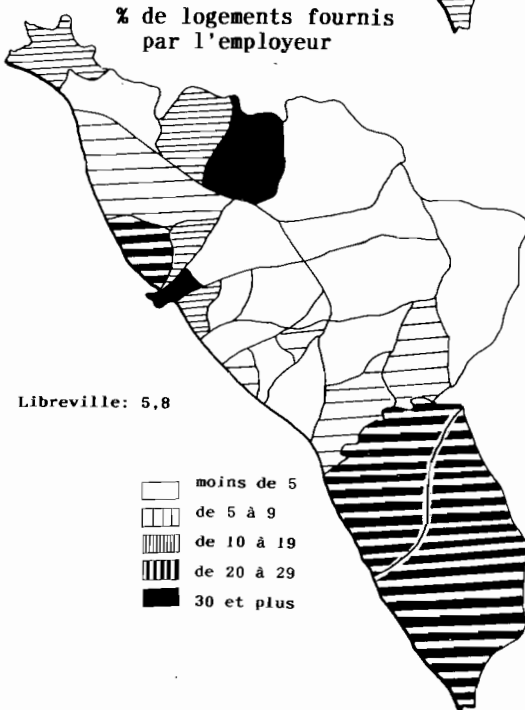 % de logements fournis
par l'employeur
Libreville: 5,8
moins de 5
de 5 à 9
de 10 à 19
de 20 à 29
30 et plus